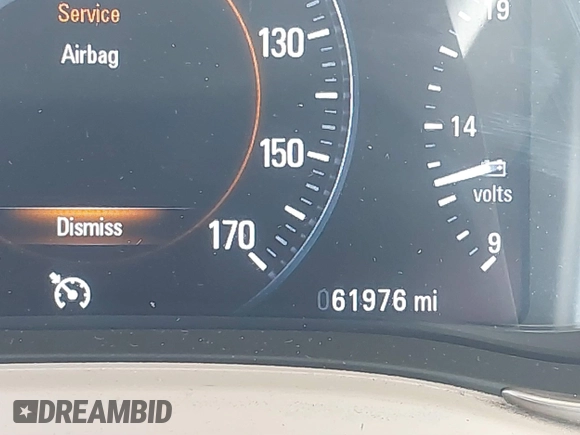 Service
Airbag
Dismiss
130
150
170
19
14
volts
9
061976 mi
DREAMBID